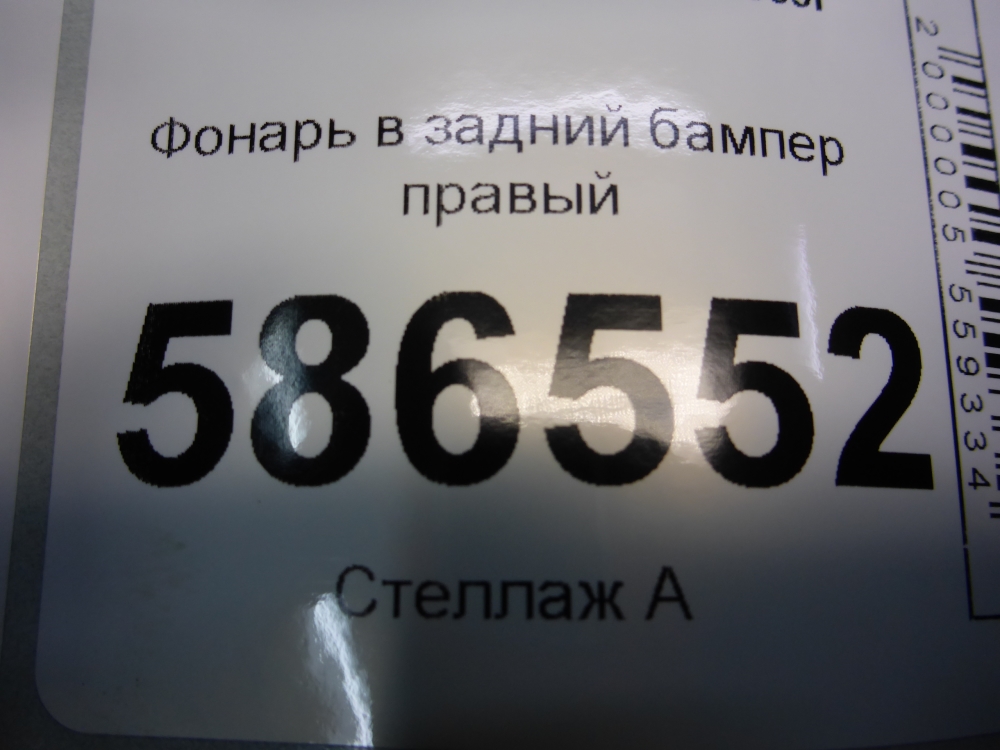 Фонарь в задний бампер
правый
586552
Стеллаж А
2000005559334